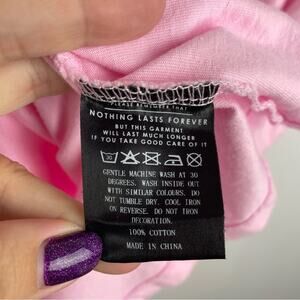 PLEASE REMEMBER THAT
NOTHING LASTS FOREVER
BUT THIS GARMENT
WILL LAST MUCH LONGER
IF YOU TAKE GOOD CARE OF IT
30
GENTLE MACHINE WASH AT 30
DEGREES. WASH INSIDE OUT
WITH SIMILAR COLOURS. DO
NOT TUMBLE DRY. COOL IRON
ON REVERSE. DO NOT IRON
DECORATION.
100% COTTON
MADE IN CHINA